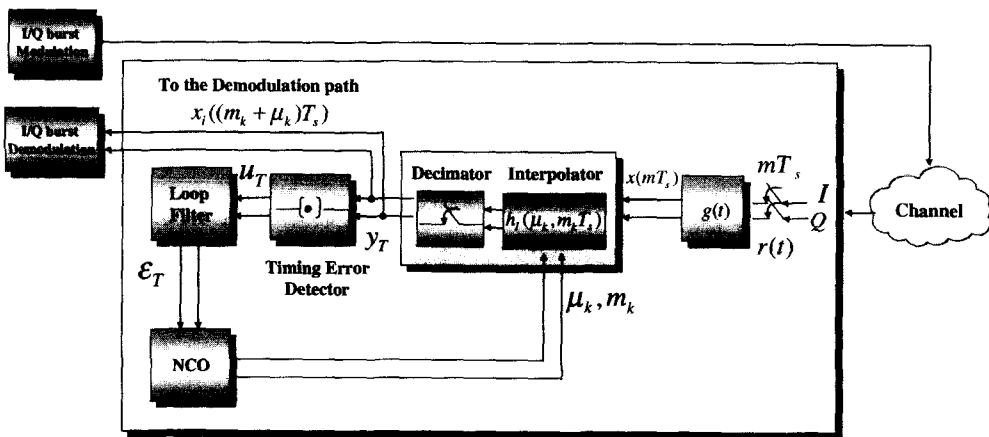 I/Q burst
Modulation
To the Demodulation path
x_i((m_k + μ_k)T_s)
I/Q burst
Demodulation
Loop
Filter
u_T
[•]
y_T
Timing Error
Detector
Decimator
Interpolator
h_I(μ_k, m_k T_s)
x(mT_s)
g(t)
mT_s
I
Q
r(t)
Channel
ε_T
μ_k, m_k
NCO